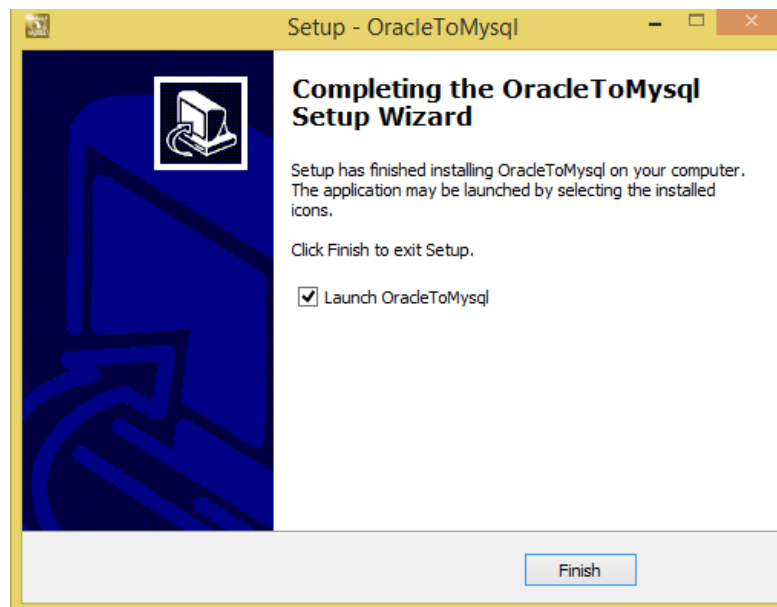 Setup - OracleToMysql
Completing the OracleToMysql
Setup Wizard
Setup has finished installing OracleToMysql on your computer.
The application may be launched by selecting the installed
icons.
Click Finish to exit Setup.
Launch OracleToMysql
Finish